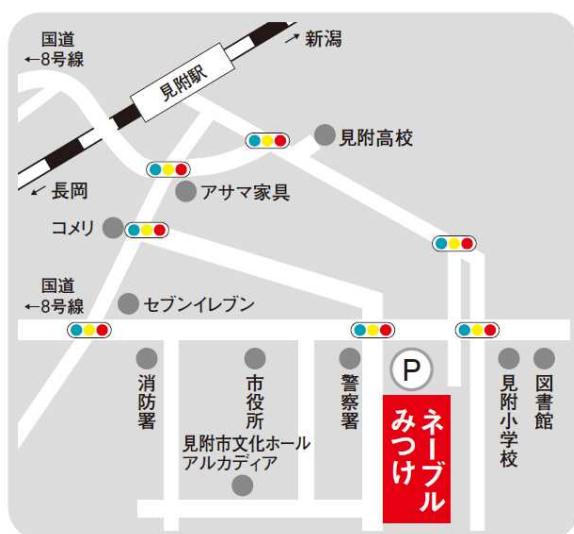 国道
←8号線
→新潟
見附駅
見附高校
←長岡
アサマ家具
コメリ
国道
←8号線
セブンイレブン
P
消防署
市役所
警察署
ネーブル
みつけ
見附小学校
図書館
見附市文化ホール
アルカディア